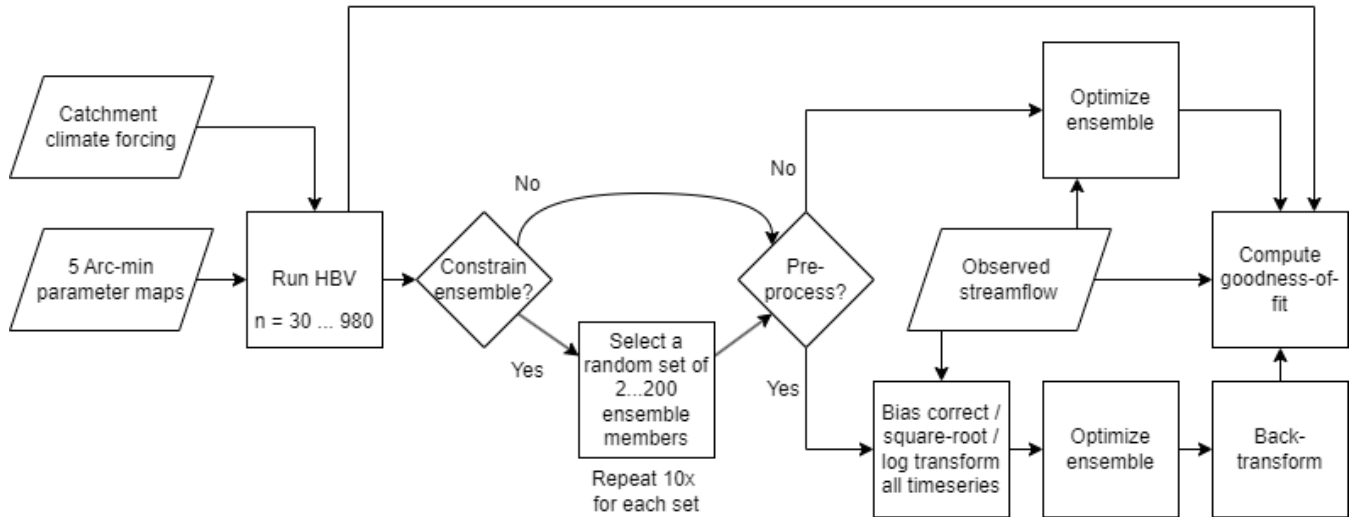 Catchment
climate forcing
5 Arc-min
parameter maps
Run HBV
n = 30 ... 980
Constrain
ensemble?
No
Yes
Select a
random set of
2...200
ensemble
members
Repeat 10x
for each set
Pre-
process?
No
Yes
Optimize
ensemble
Observed
streamflow
Bias correct /
square-root /
log transform
all timeseries
Optimize
ensemble
Back-
transform
Compute
goodness-of-
fit